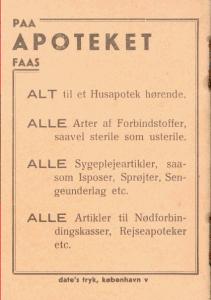 PAA
APOTEKET
FAAS
ALT til et Husapotek hørende.
ALLE Arter af Forbindstoffer,
saavel sterile som usterile.
ALLE Sygeplejeartikler, saa-
som Isposer, Sprøjter, Sen-
geunderlag etc.
ALLE Artikler til Nødforbin-
dingskasser, Rejseapoteker
etc.
dato's tryk, københavn v